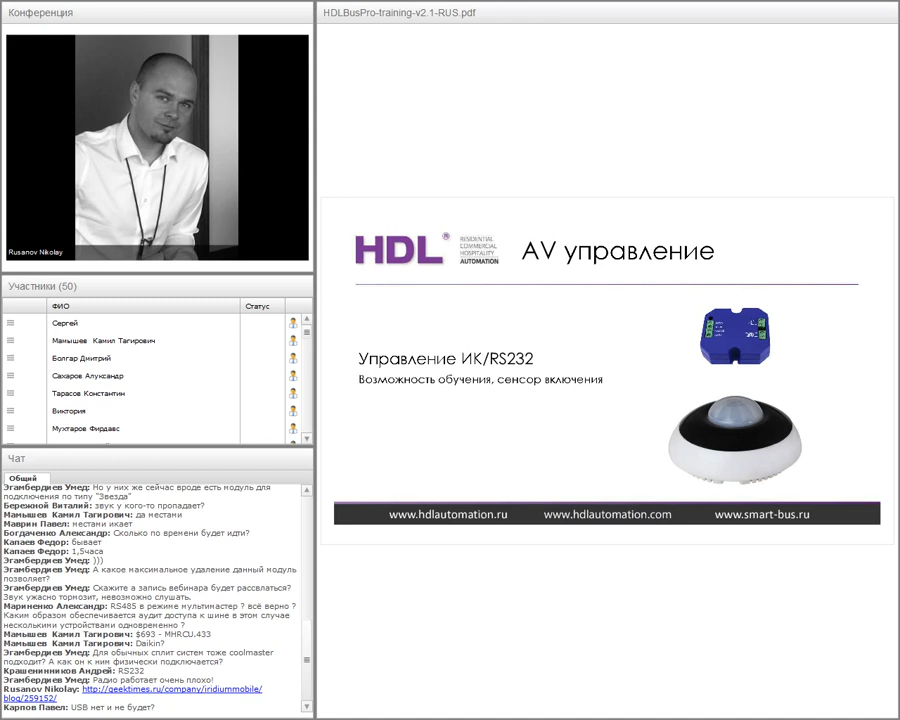 Конференция
Rusanov Nikolay
Участники (50)
ФИО Статус
Сергей
Мамышев Камил Тагирович
Болгар Дмитрий
Сахаров Алуксандр
Тарасов Константин
Виктория
Мухтаров Фирдавс
Чат
Общий
Эгамбердиев Умед: Но у них же сейчас вроде есть модуль для
подключения по типу "Звезда"
Бережной Виталий: звук у кого-то пропадает?
Мамышев Камил Тагирович: да местами
Маврин Павел: местани икает
Богдаченко Александр: Сколько по времени будет идти?
Капаев Федор: бывает
Капаев Федор: 1,5часа
Эгамбердиев Умед: )))
Эгамбердиев Умед: А какое максимальное удаление данный модуль
позволяет?
Эгамбердиев Умед: Скажите а запись вебинара будет рассвлаться?
Звук ужасно тормозит, невозможно слушать.
Мариненко Александр: RS485 в режиме мультимастер ? всё верно ?
Каким образом обеспечивается аудит доступа к шине в этом случае
несколькими устройствами одновременно ?
Мамышев Камил Тагирович: $693 - MHRCU.433
Мамышев Камил Тагирович: Daikin?
Эгамбердиев Умед: Для обычных сплит систем тоже coolmaster
подходит? А как он к ним физически подключается?
Крашенинников Андрей: RS232
Эгамбердиев Умед: Радио работает очень плохо!
Rusanov Nikolay: http://geektimes.ru/company/iridiummobile/
blog/259152/
Карпов Павел: USB нет и не будет?
HDLBusPro-training-v2.1-RUS.pdf
HDL®
RESIDENTIAL
COMMERCIAL
HOSPITALITY
AUTOMATION
AV управление
Управление ИК/RS232
Возможность обучения, сенсор включения
www.hdlautomation.ru www.hdlautomation.com www.smart-bus.ru